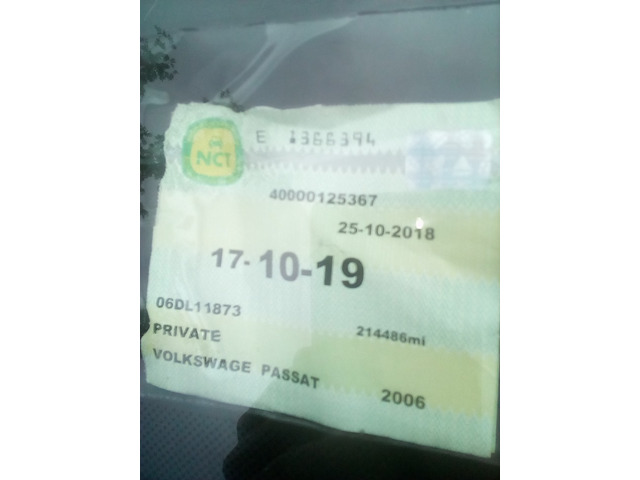 NCT
E 1366394
40000125367
25-10-2018
17-10-19
06DL11873
214486mi
PRIVATE
VOLKSWAGE PASSAT
2006